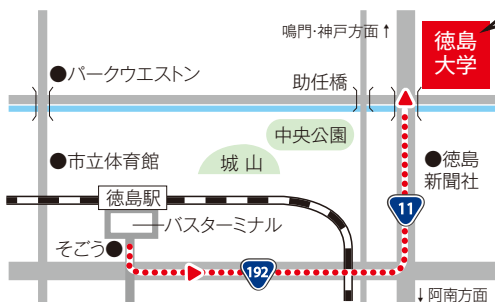 鳴門・神戸方面↑
徳島
大学
●パークウエストン
助任橋
中央公園
●市立体育館
城山
●徳島
新聞社
徳島駅
バスターミナル
11
そごう●
192
↓阿南方面